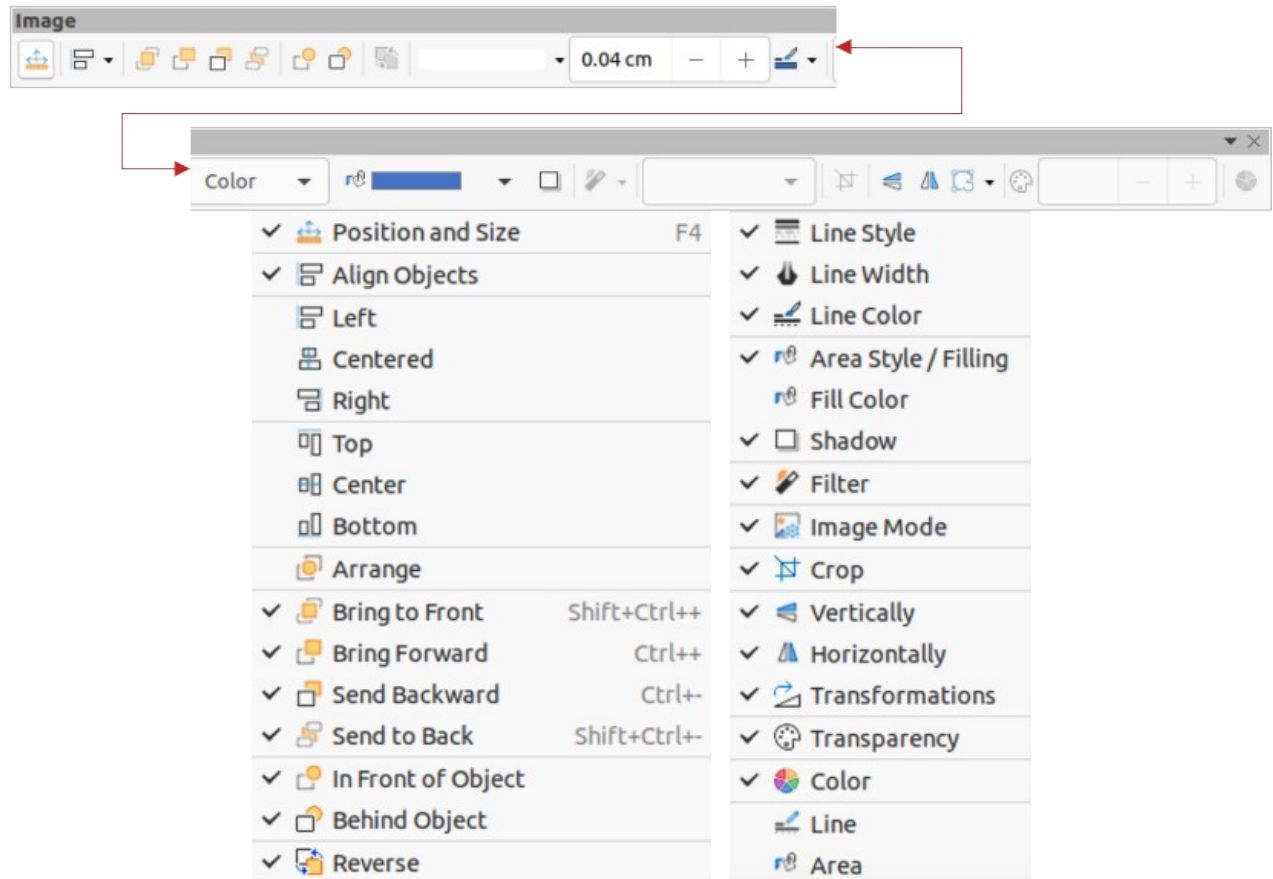 Image
0.04 cm
Color
Position and Size F4
Align Objects
Left
Centered
Right
Top
Center
Bottom
Arrange
Bring to Front Shift+Ctrl++
Bring Forward Ctrl++
Send Backward Ctrl+-
Send to Back Shift+Ctrl+-
In Front of Object
Behind Object
Reverse
Line Style
Line Width
Line Color
Area Style / Filling
Fill Color
Shadow
Filter
Image Mode
Crop
Vertically
Horizontally
Transformations
Transparency
Color
Line
Area